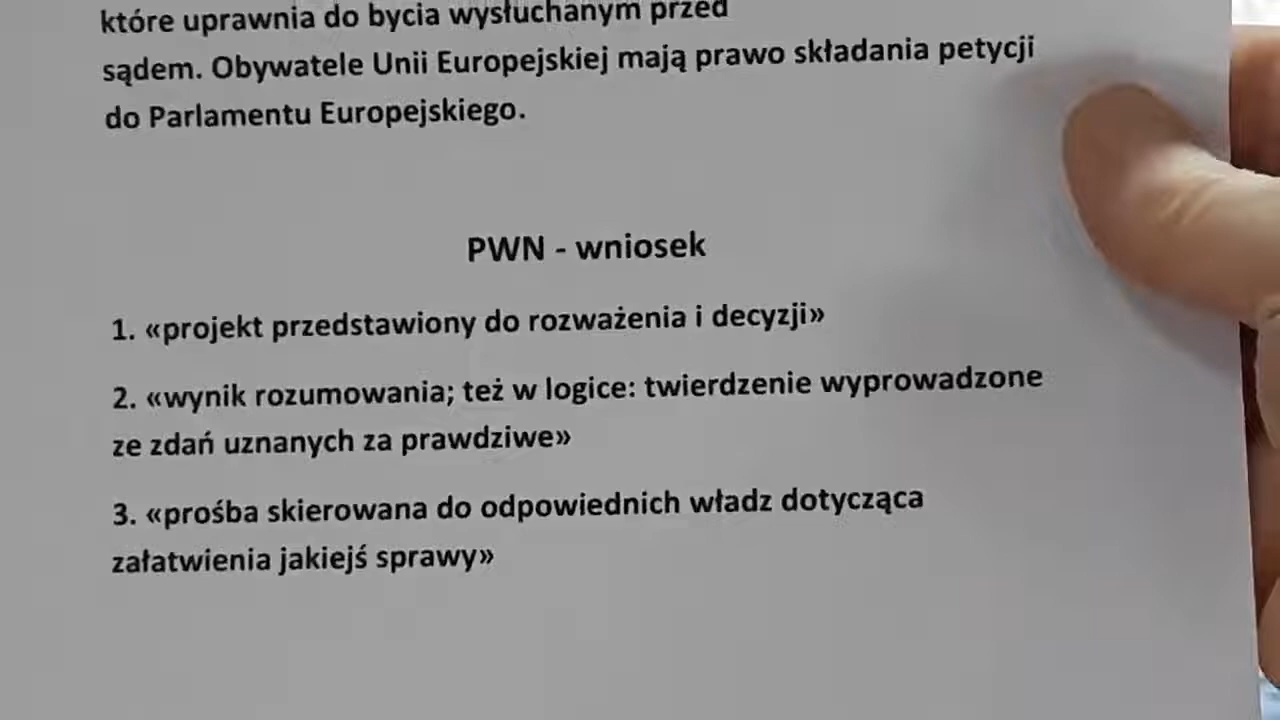 które uprawnia do bycia wysłuchanym przed
sądem. Obywatele Unii Europejskiej mają prawo składania petycji
do Parlamentu Europejskiego.
PWN - wniosek
1. «projekt przedstawiony do rozważenia i decyzji»
2. «wynik rozumowania; też w logice: twierdzenie wyprowadzone
ze zdań uznanych za prawdziwe»
3. «prośba skierowana do odpowiednich władz dotycząca
załatwienia jakiejś sprawy»